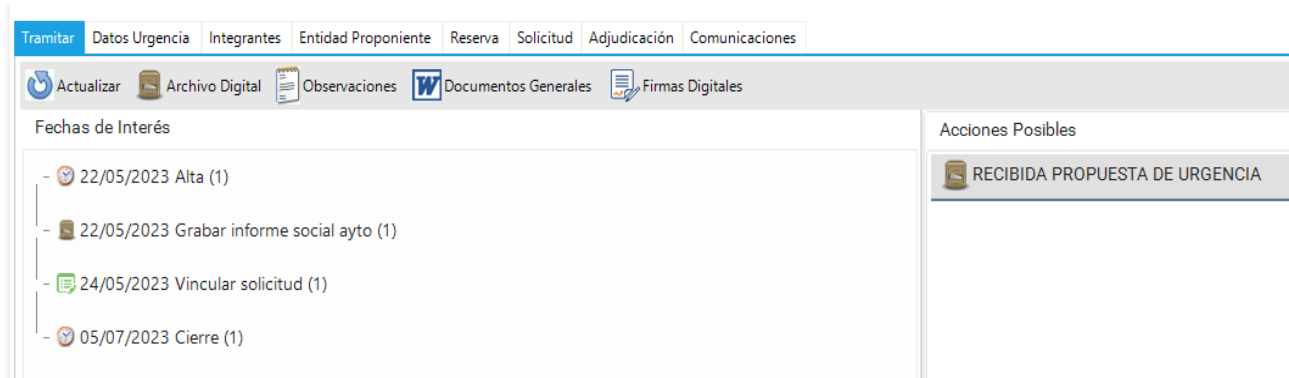 Tramitar Datos Urgencia Integrantes Entidad Proponiente Reserva Solicitud Adjudicación Comunicaciones
Actualizar Archivo Digital Observaciones Documentos Generales Firmas Digitales
Fechas de Interés
22/05/2023 Alta (1)
22/05/2023 Grabar informe social ayto (1)
24/05/2023 Vincular solicitud (1)
05/07/2023 Cierre (1)
Acciones Posibles
RECIBIDA PROPUESTA DE URGENCIA